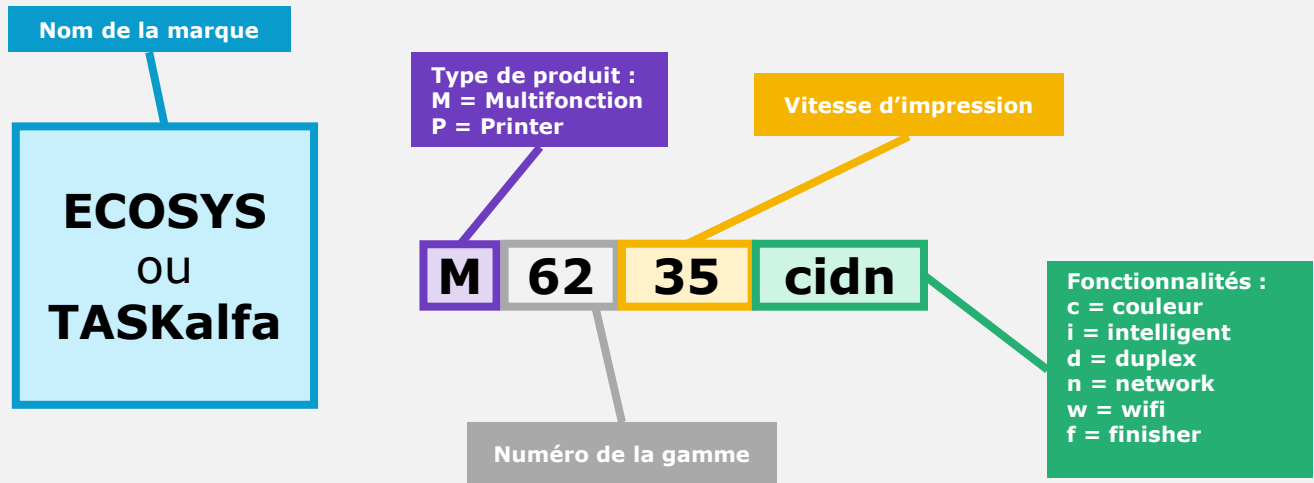 Nom de la marque
ECOSYS
ou
TASKalfa
Type de produit :
M = Multifonction
P = Printer
Vitesse d’impression
M 62 35 cidn
Numéro de la gamme
Fonctionnalités :
c = couleur
i = intelligent
d = duplex
n = network
w = wifi
f = finisher